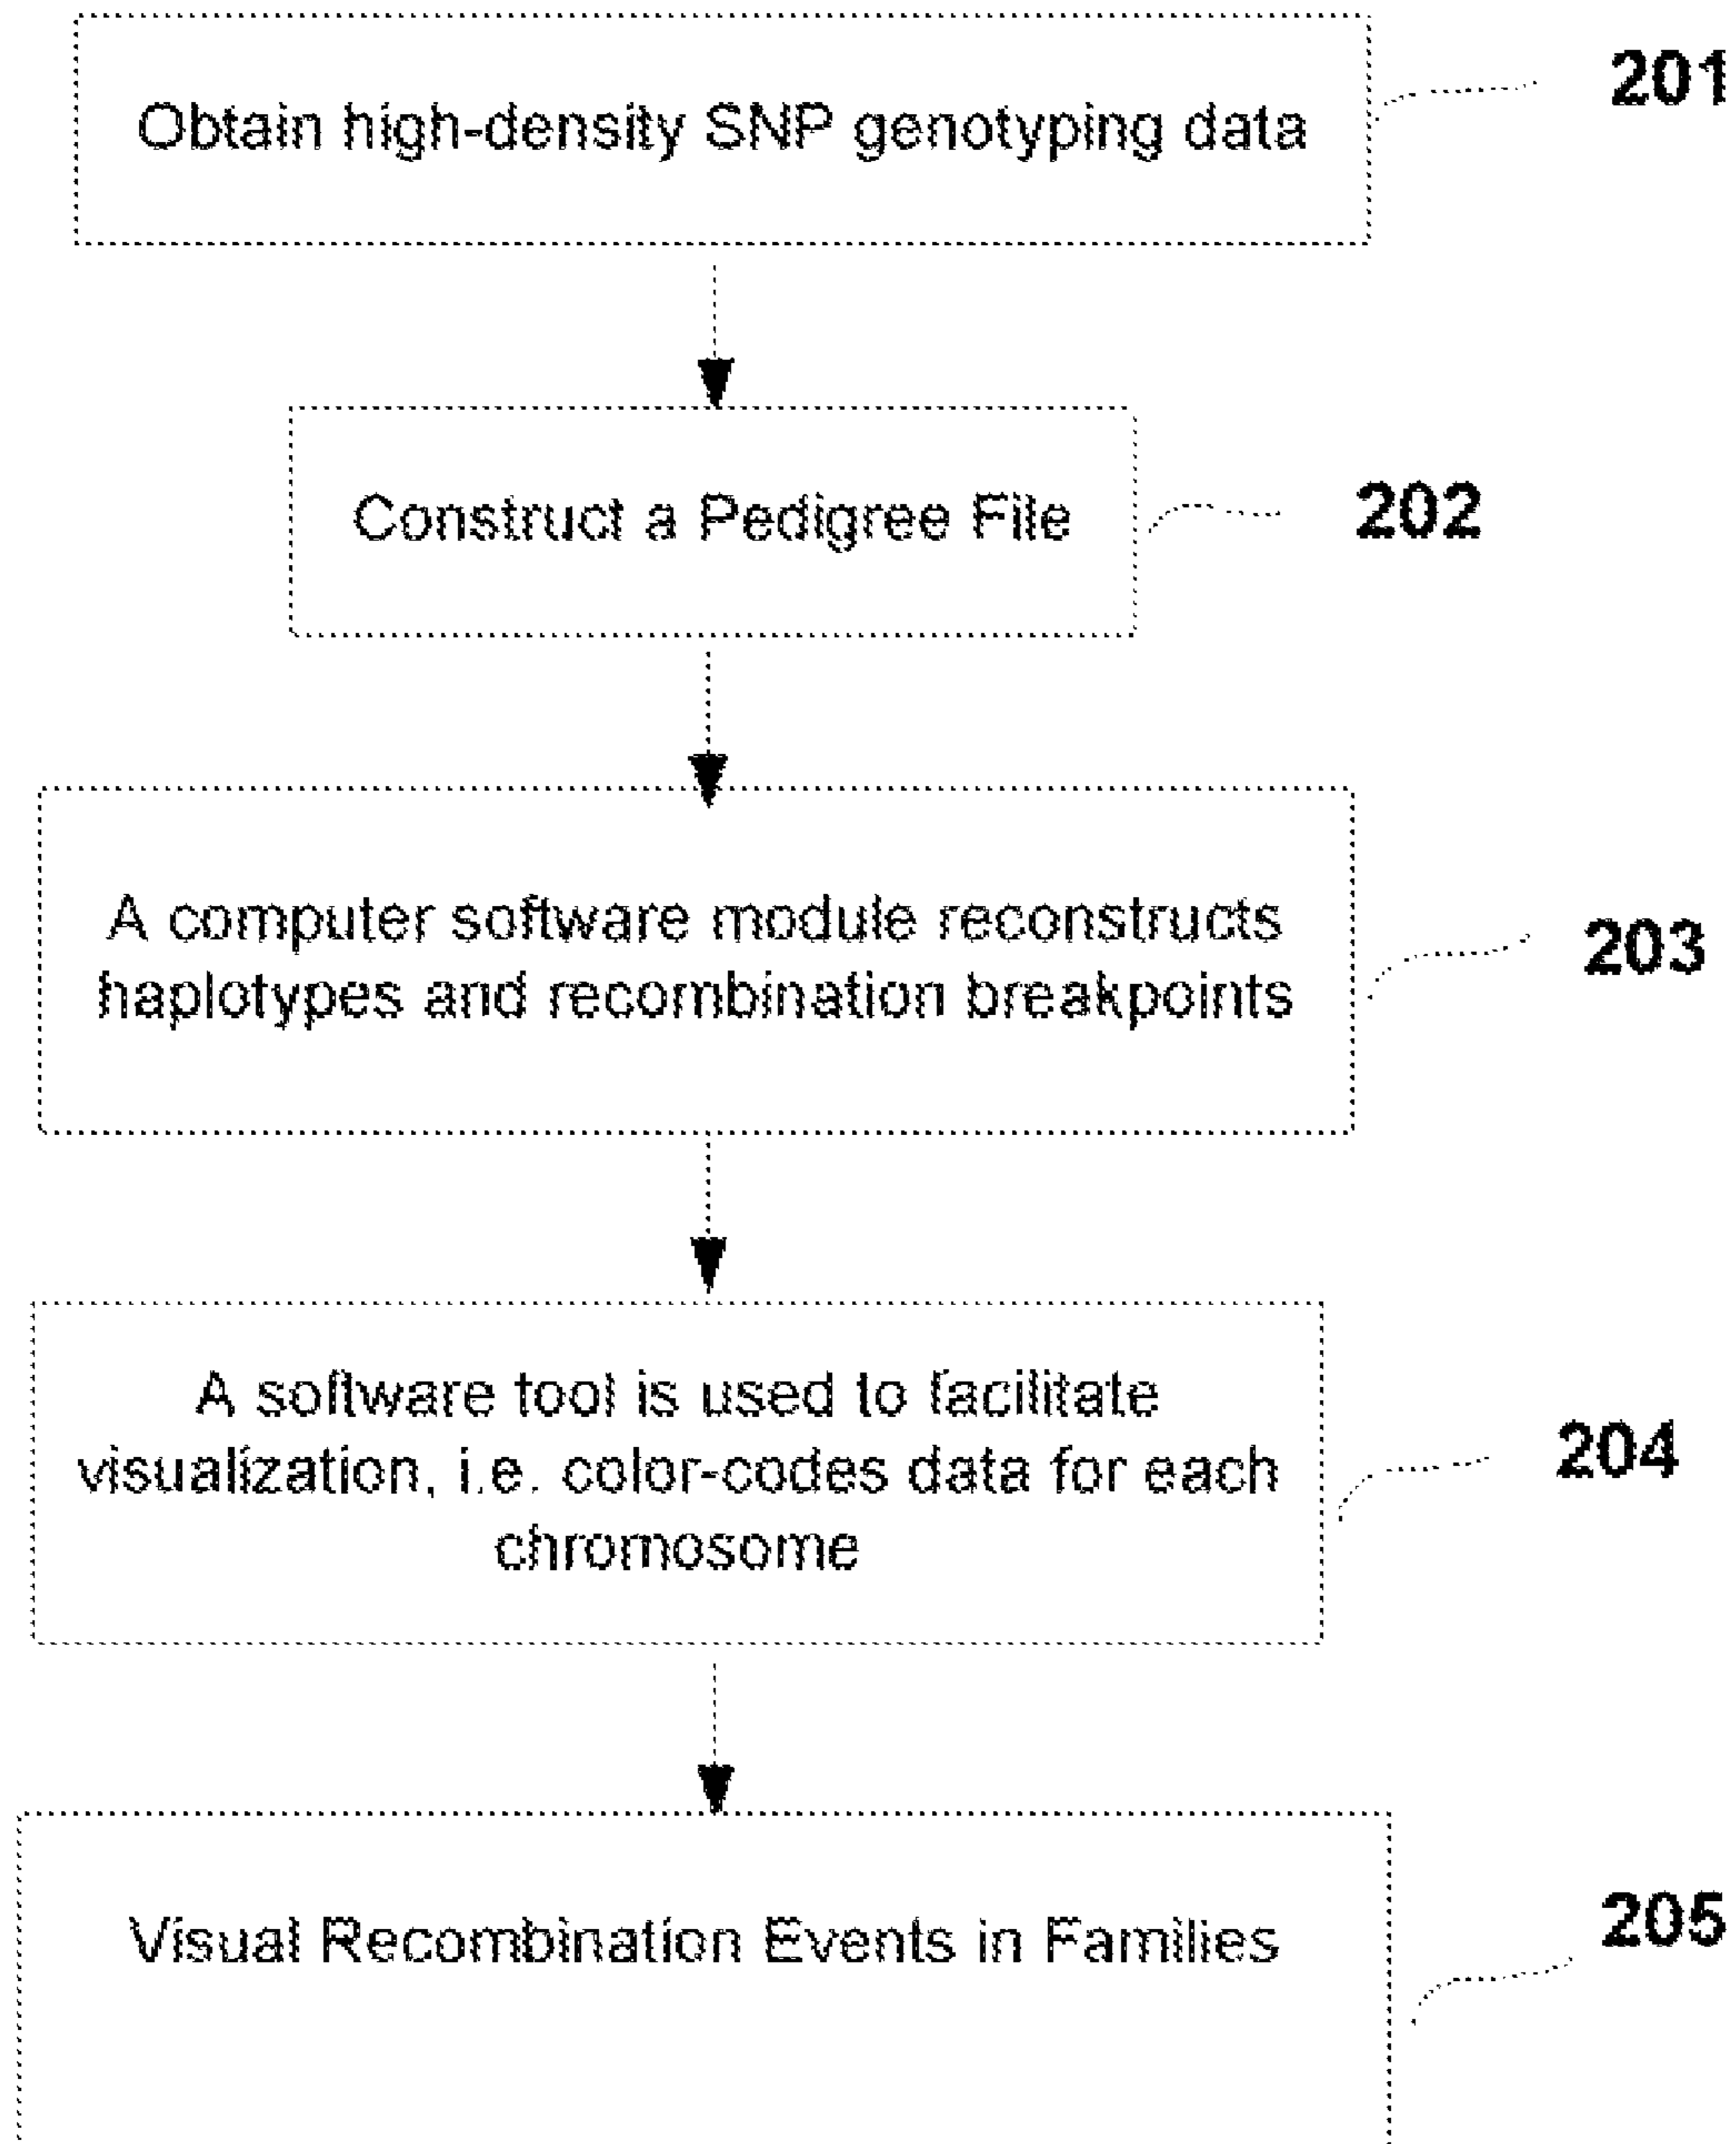 Obtain high-density SNP genotyping data
201
Construct a Pedigree File
202
A computer software module reconstructs
haplotypes and recombination breakpoints
203
A software tool is used to facilitate
visualization, i.e. color-codes data for each
chromosome
204
Visual Recombination Events in Families
205